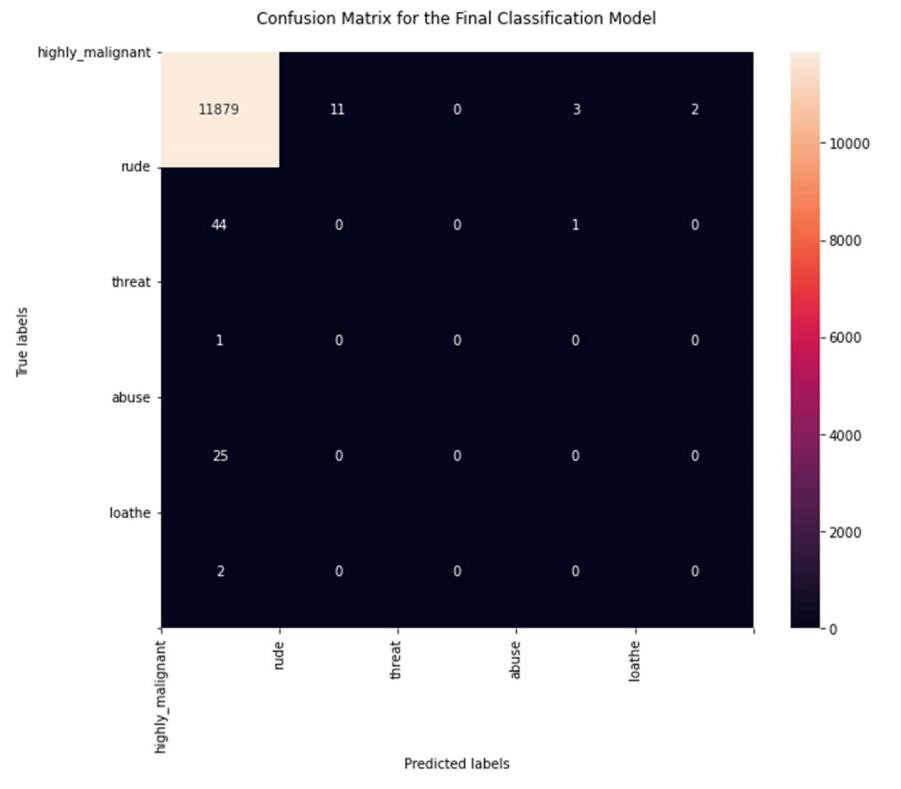 Confusion Matrix for the Final Classification Model
highly_malignant
11879 11 0 3 2
10000
rude
44 0 0 1 0
8000
threat
True labels
1 0 0 0 0
6000
abuse
4000
25 0 0 0 0
loathe
2000
2 0 0 0 0
0
highly_malignant rude threat abuse loathe
Predicted labels